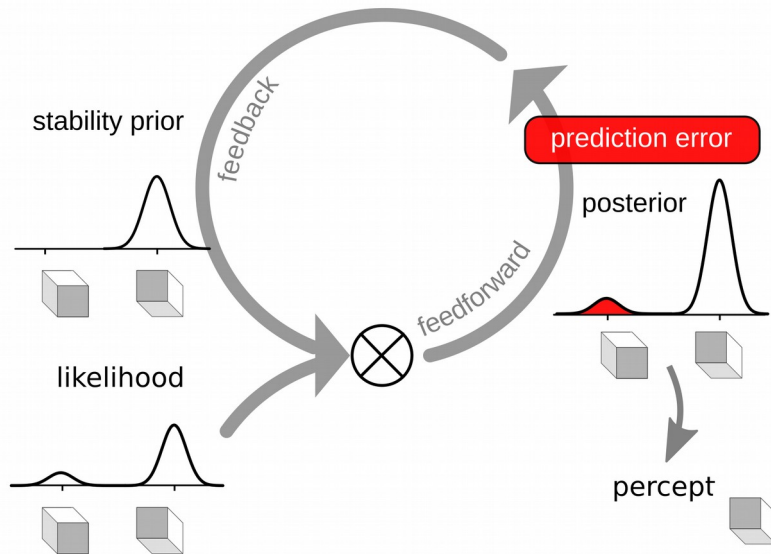 stability prior
feedback
prediction error
posterior
feedforward
likelihood
percept